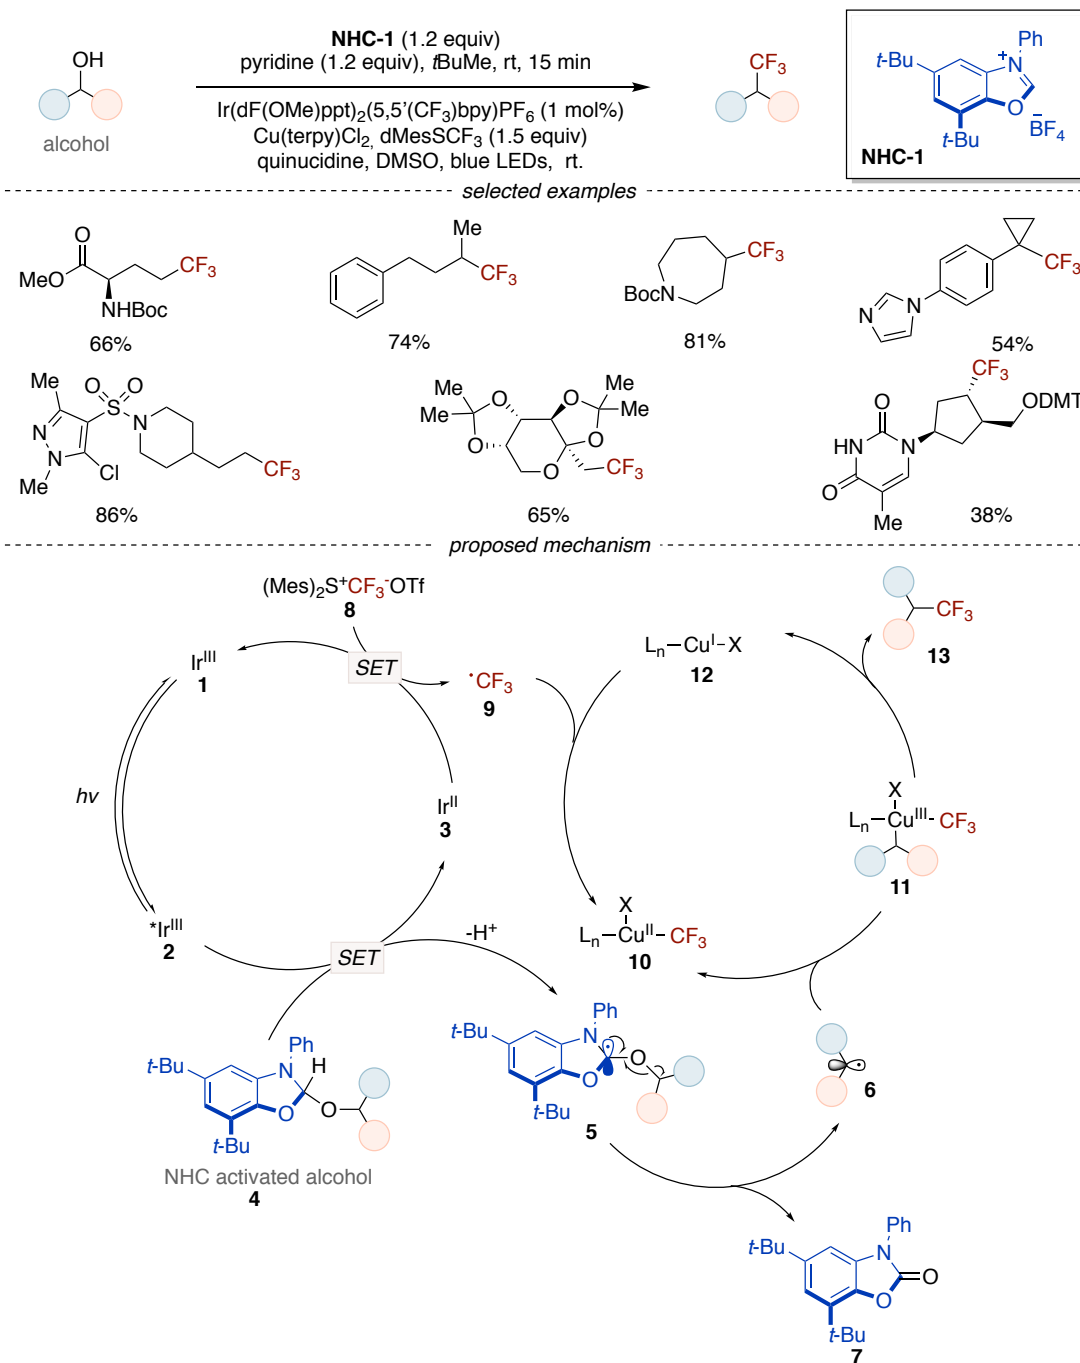 OH
alcohol
NHC-1 (1.2 equiv)
pyridine (1.2 equiv), tBuMe, rt, 15 min
Ir(dF(OMe)ppt)2(5,5'(CF3)bpy)PF6 (1 mol%)
Cu(terpy)Cl2, dMesSCF3 (1.5 equiv)
quinucidine, DMSO, blue LEDs, rt.
CF3
Ph
t-Bu
N
+
O
t-Bu
BF4
NHC-1
selected examples
O
MeO
NHBoc
CF3
66%
Me
CF3
74%
BocN
CF3
81%
N
N
CF3
54%
Me
O
O
S
N
N
N
Me
Cl
CF3
86%
Me
Me
O
O
O
O
O
Me
Me
CF3
65%
O
NH
N
O
Me
CF3
ODMT
38%
proposed mechanism
(Mes)2S+CF3-OTf
8
SET
IrIII
1
•CF3
9
Ln–CuI–X
12
CF3
13
hv
IrII
3
X
Ln–CuIII–CF3
11
*IrIII
2
SET
-H+
X
Ln–CuII–CF3
10
t-Bu
Ph
N
H
O
O
t-Bu
NHC activated alcohol
4
t-Bu
Ph
N
O
O
t-Bu
5
6
t-Bu
Ph
N
O
O
t-Bu
7